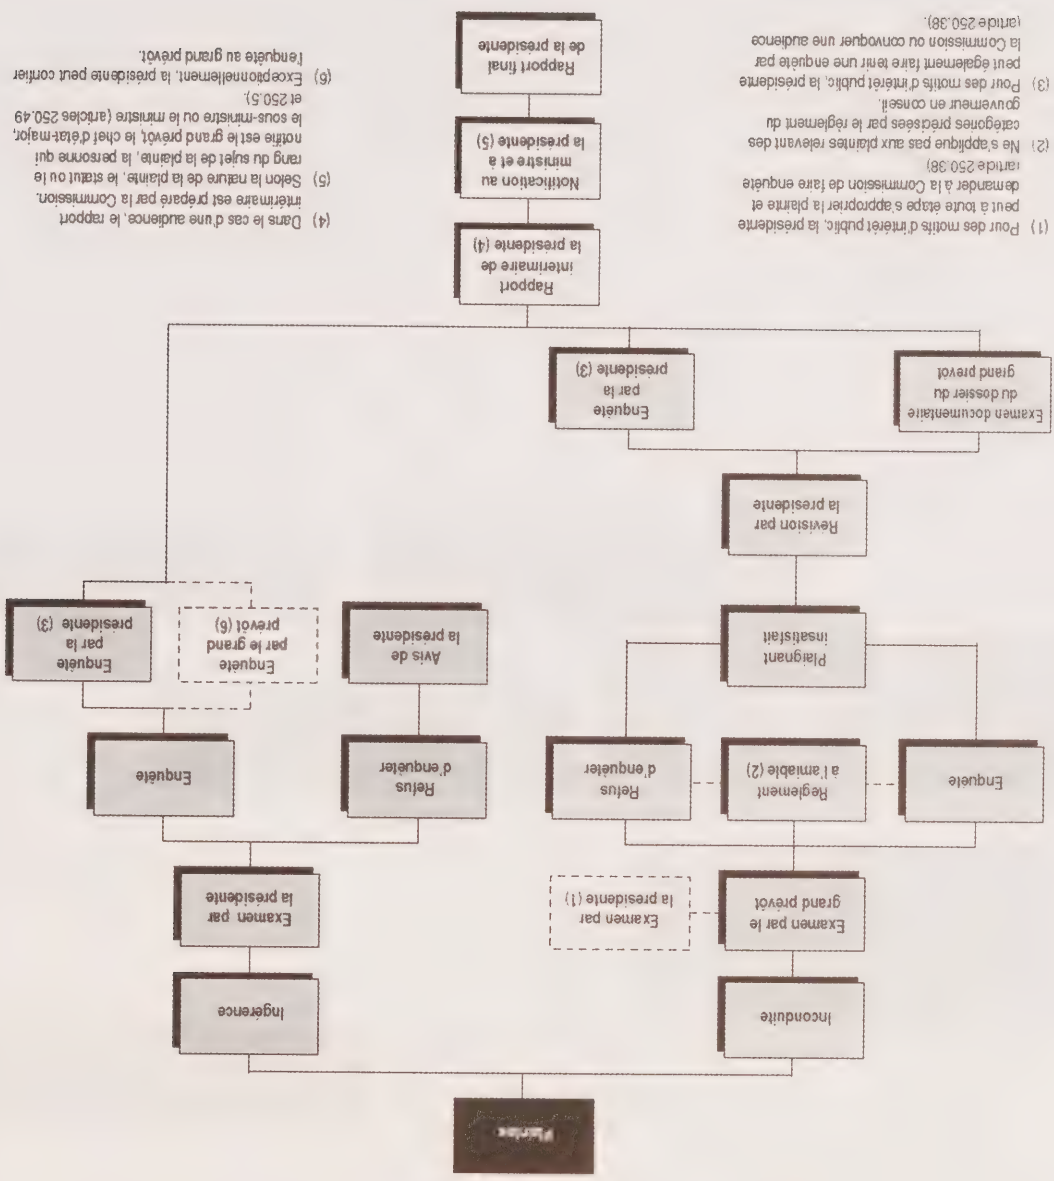 Plainte
Inconduite
Ingérence
Examen par le
grand prévôt
Examen par
la présidente (1)
Examen par
la présidente
Enquête
Règlement
à l'amiable (2)
Refus
d'enquêter
Refus
d'enquêter
Enquête
Plaignant
insatisfait
Avis de
la présidente
Enquête
par le grand
prévôt (6)
Enquête
par la
présidente (3)
Révision par
la présidente
Examen documentaire
du dossier du
grand prévôt
Enquête
par la
présidente (3)
Rapport
intérimaire de
la présidente (4)
Notification au
ministre et à
la présidente (5)
Rapport final
de la présidente
(1) Pour des motifs d'intérêt public, la présidente
peut à toute étape s'approprier la plainte et
demander à la Commission de faire enquête
(article 250.38)
(2) Ne s'applique pas aux plaintes relevant des
catégories précisées par le règlement du
gouverneur en conseil.
(3) Pour des motifs d'intérêt public, la présidente
peut également faire tenir une enquête par
la Commission ou convoquer une audience
(article 250.38).
(4) Dans le cas d'une audience, le rapport
intérimaire est préparé par la Commission.
(5) Selon la nature de la plainte, le statut ou le
rang du sujet de la plainte, la personne qui
notifie est le grand prévôt, le chef d'état-major,
le sous-ministre ou le ministre (articles 250.49
et 250.5).
(6) Exceptionnellement, la présidente peut confier
l'enquête au grand prévôt.